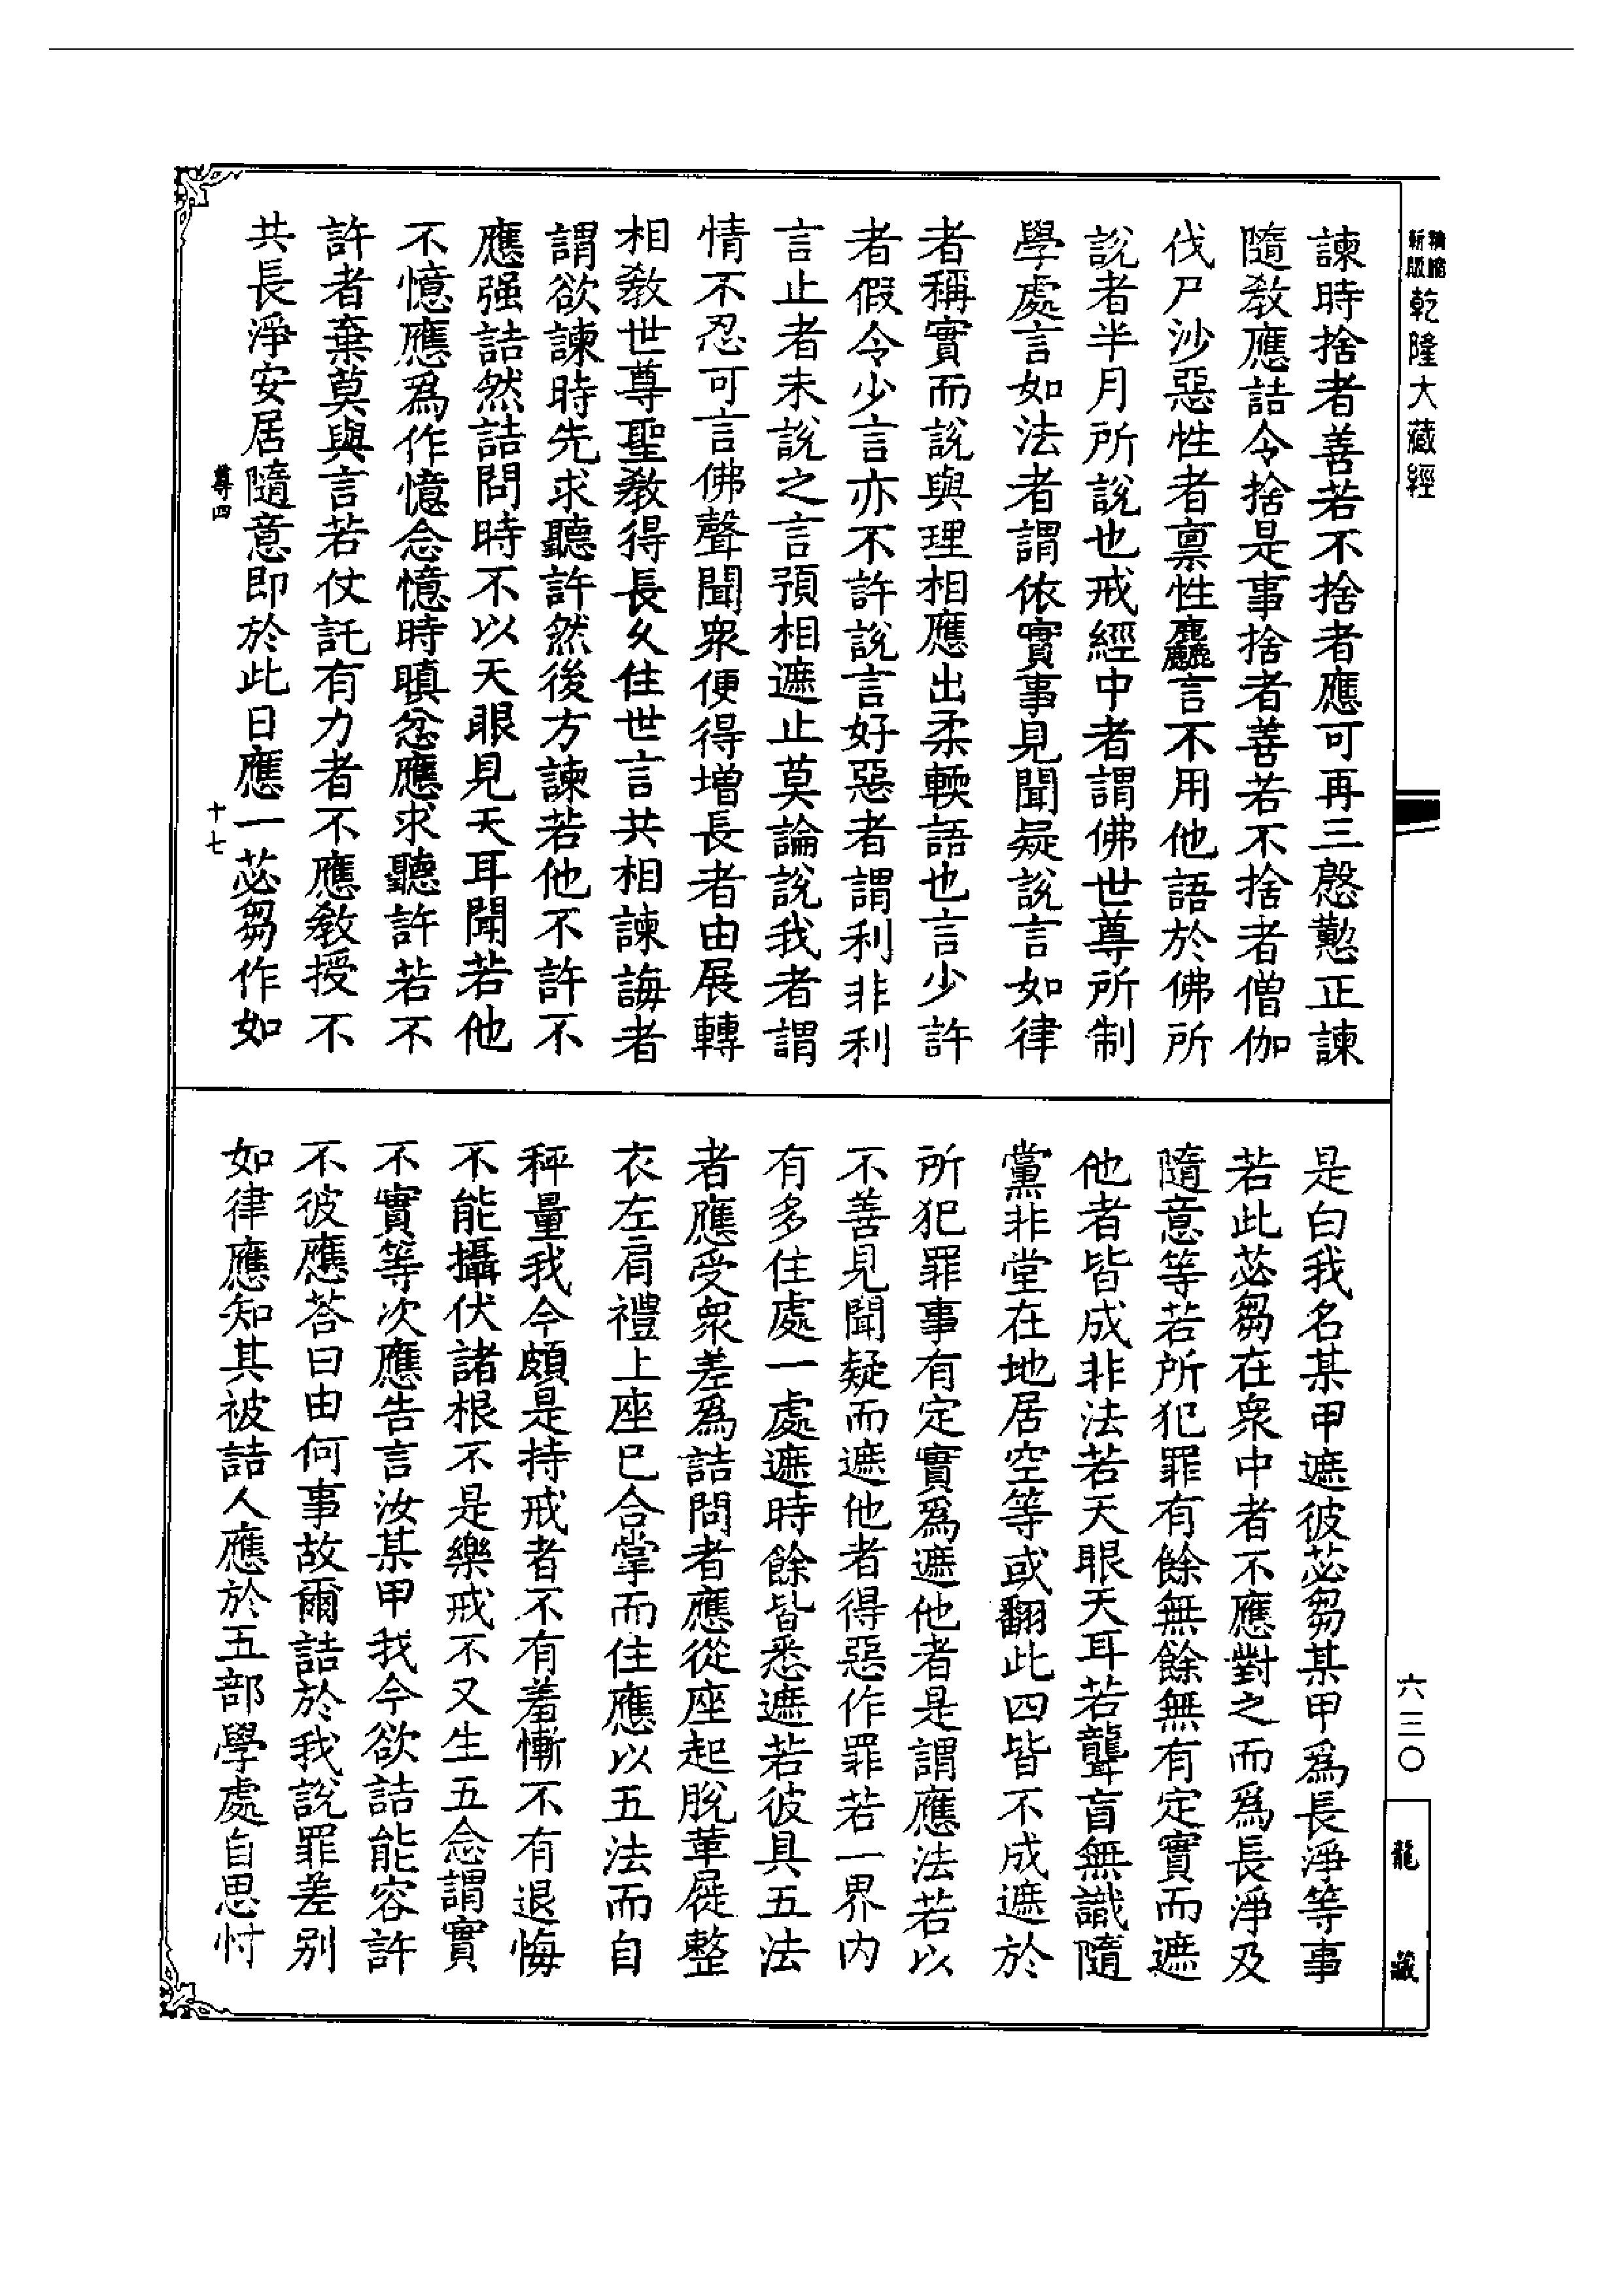 精縮新版乾隆大藏經
諫時捨者善若不捨者應可再三慇懃正諫
隨教應詰令捨是事捨者善若不捨者僧伽
伐尸沙惡性者禀性麤言不用他語於佛所
說者半月所說也戒經中者謂佛世尊所制
學處言如法者謂依實事見聞疑說言如律
者稱實而說與理相應出柔輭語也言少許
者假令少言亦不許說言好惡者謂利非利
言止者未說之言預相遮止莫論說我者謂
情不忍可言佛聲聞衆便得增長者由展轉
相教世尊聖教得長久住世言共相諫誨者
謂欲諫時先求聽許然後方諫若他不許不
應强詰然詰問時不以天眼見天耳聞若他
不憶應爲作憶念憶時瞋忿應求聽許若不
許者棄莫與言若仗託有力者不應教授不
共長淨安居隨意即於此日應一苾芻作如
尊四
十七
是白我名某甲遮彼苾芻某甲爲長淨等事
若此苾芻在衆中者不應對之而爲長淨及
隨意等若所犯罪有餘無餘無有定實而遮
他者皆成非法若天眼天耳若聾盲無識隨
黨非堂在地居空等或翻此四皆不成遮於
所犯罪事有定實爲遮他者是謂應法若以
不善見聞疑而遮他者得惡作罪若一界內
有多住處一處遮時餘皆悉遮若彼具五法
者應受衆差爲詰問者應從座起脫革屣整
衣左肩禮上座已合掌而住應以五法而自
秤量我今頗是持戒者不有羞慚不有退悔
不能攝伏諸根不是樂戒不又生五念謂實
不實等次應告言汝某甲我今欲詰能容許
不彼應荅曰由何事故爾詰於我說罪差別
如律應知其被詰人應於五部學處自思忖
六三〇
龍藏